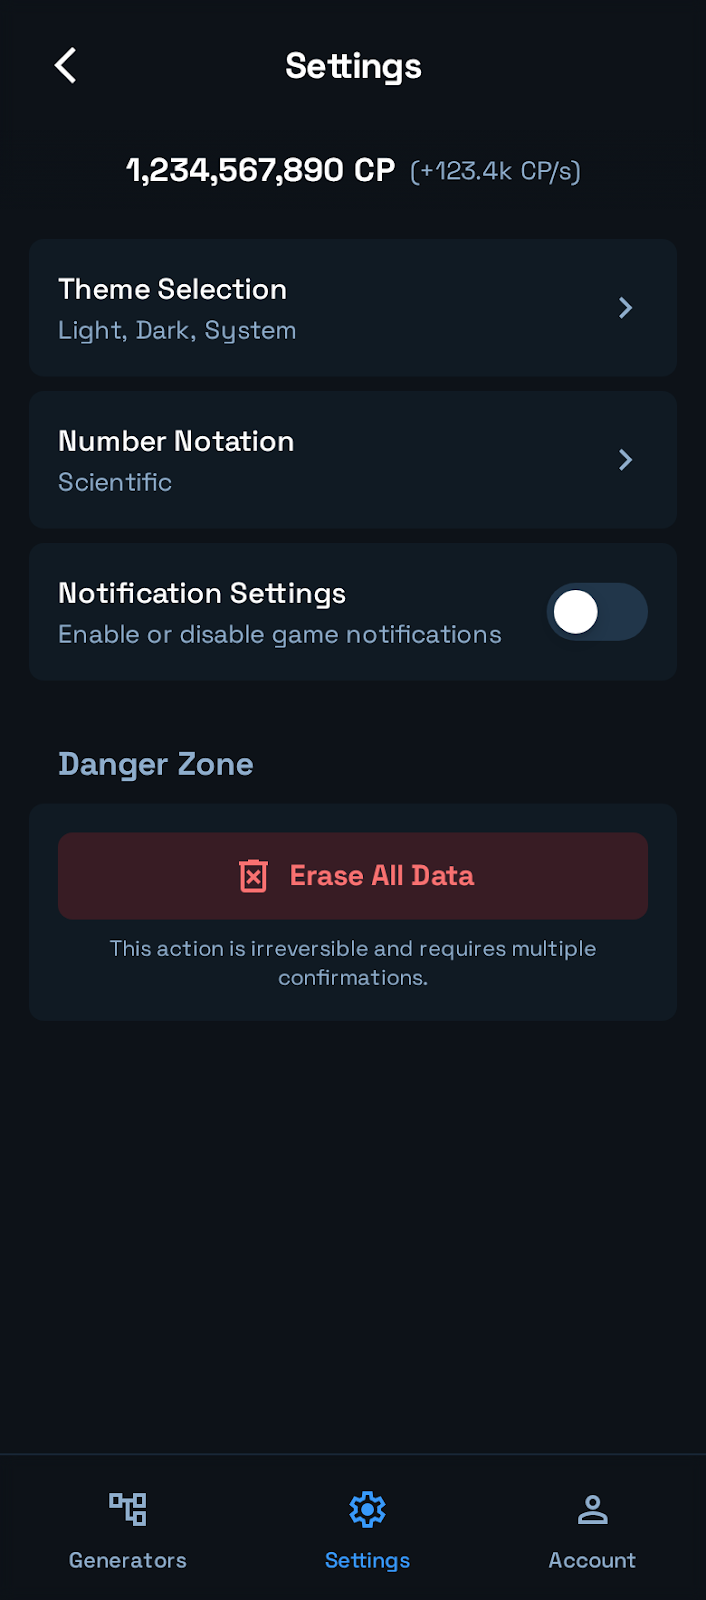 Settings
1,234,567,890 CP (+123.4k CP/s)
Theme Selection
Light, Dark, System
Number Notation
Scientific
Notification Settings
Enable or disable game notifications
Danger Zone
Erase All Data
This action is irreversible and requires multiple
confirmations.
Generators
Settings
Account